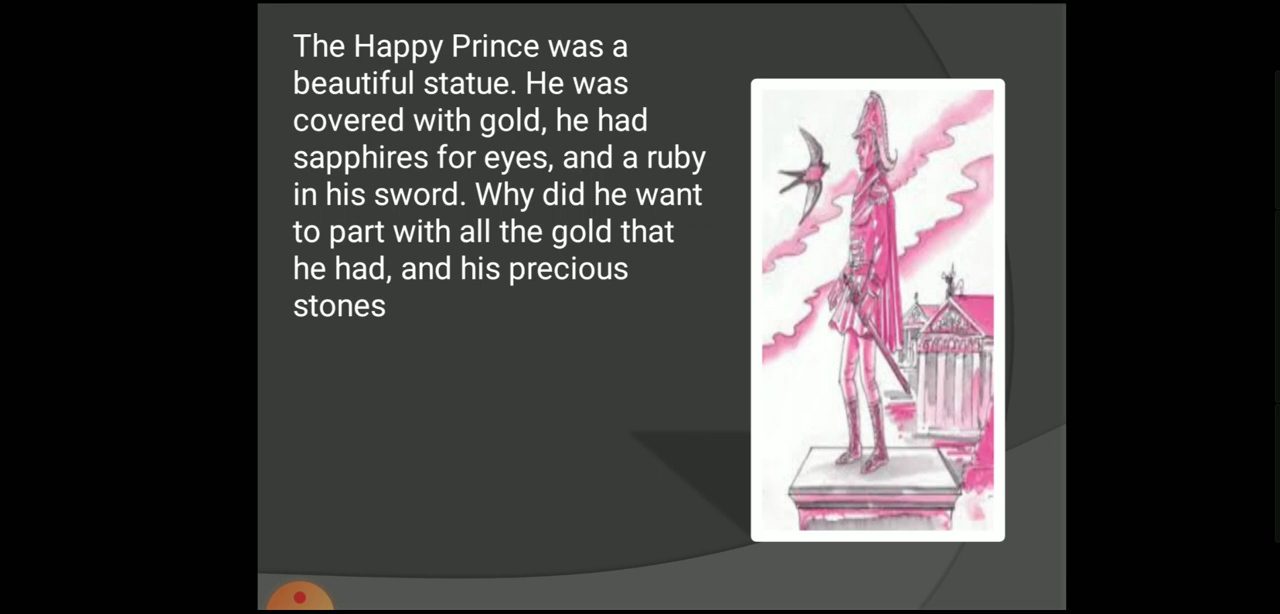 The Happy Prince was a
beautiful statue. He was
covered with gold, he had
sapphires for eyes, and a ruby
in his sword. Why did he want
to part with all the gold that
he had, and his precious
stones